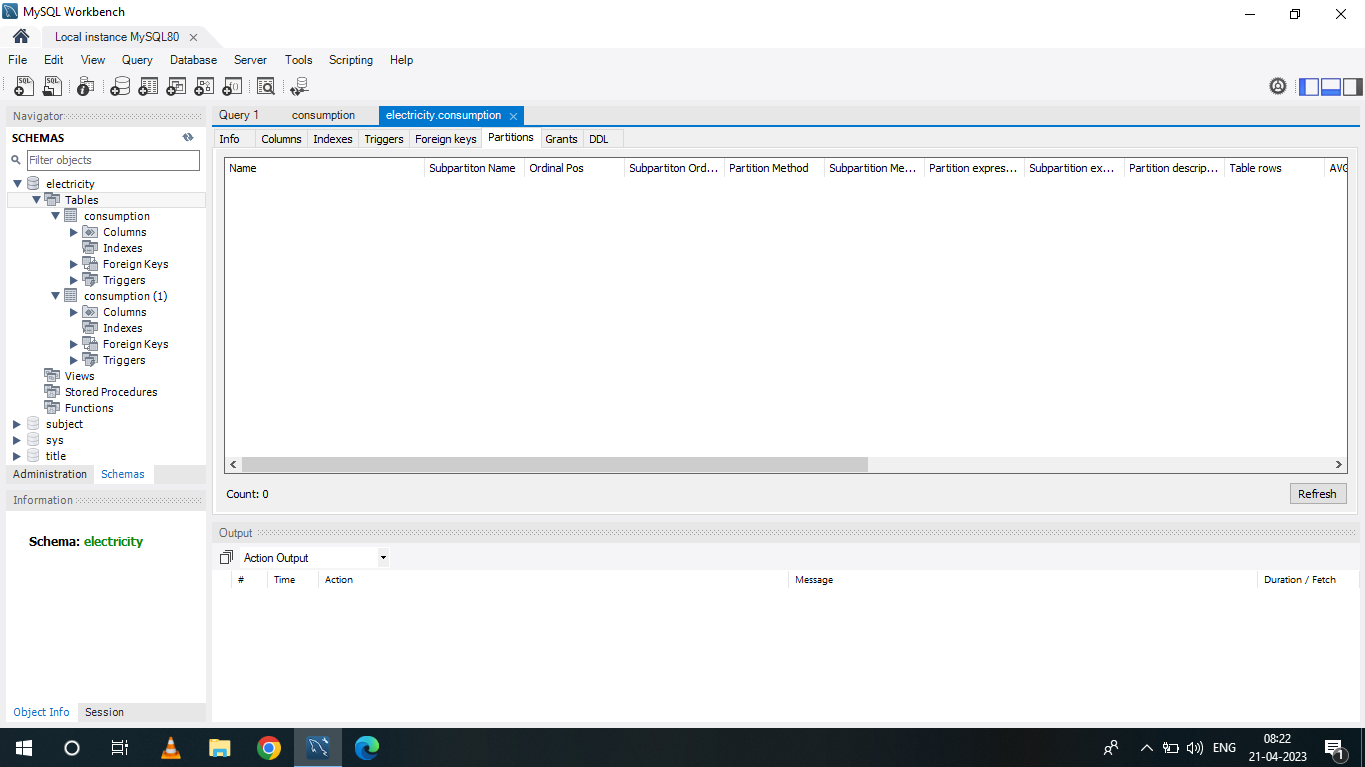 MySQL Workbench
Local instance MySQL80
File Edit View Query Database Server Tools Scripting Help
Navigator
SCHEMAS
Filter objects
electricity
Tables
consumption
Columns
Indexes
Foreign Keys
Triggers
consumption (1)
Columns
Indexes
Foreign Keys
Triggers
Views
Stored Procedures
Functions
subject
sys
title
Administration Schemas
Information
Schema: electricity
Object Info Session
Query 1 consumption electricity.consumption
Info Columns Indexes Triggers Foreign keys Partitions Grants DDL
Name Subpartiton Name Ordinal Pos Subpartiton Ord... Partition Method Subpartition Me... Partition expres... Subpartition ex... Partition descrip... Table rows AVG
Count: 0
Refresh
Output
Action Output
# Time Action Message Duration / Fetch
ENG
08:22
21-04-2023
1